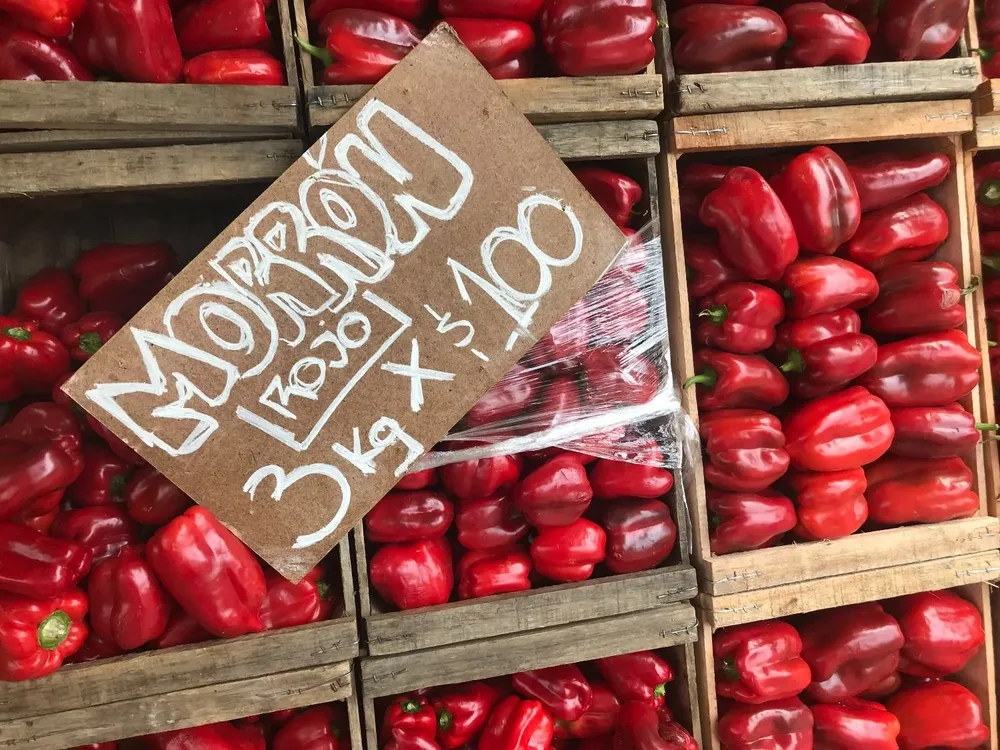 MORRÓN
ROJO
3 Kg X $ 100